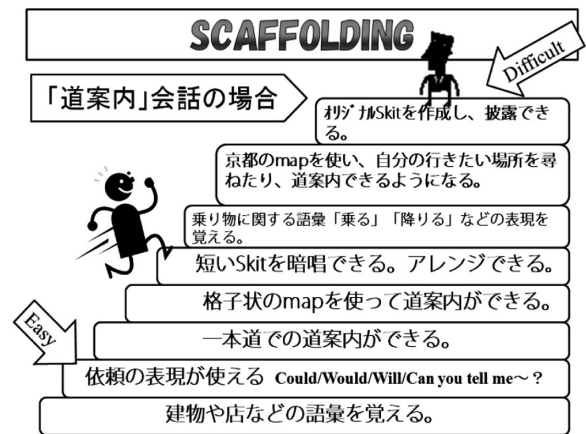 SCAFFOLDING
Difficult
「道案内」会話の場合
ｵﾘｼﾞﾅﾙSkitを作成し、披露でき
る。
京都のmapを使い、自分の行きたい場所を尋
ねたり、道案内できるようになる。
乗り物に関する語彙「乗る」「降りる」などの表現を
覚える。
短いSkitを暗唱できる。アレンジできる。
格子状のmapを使って道案内ができる。
Easy
一本道での道案内ができる。
依頼の表現が使える Could/Would/Will/Can you tell me～？
建物や店などの語彙を覚える。